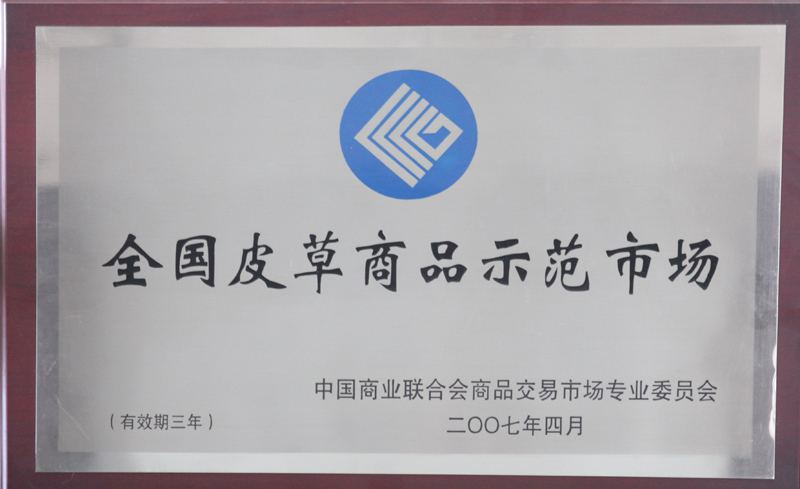 全国皮草商品示范市场
中国商业联合会商品交易市场专业委员会
（有效期三年）
二〇〇七年四月